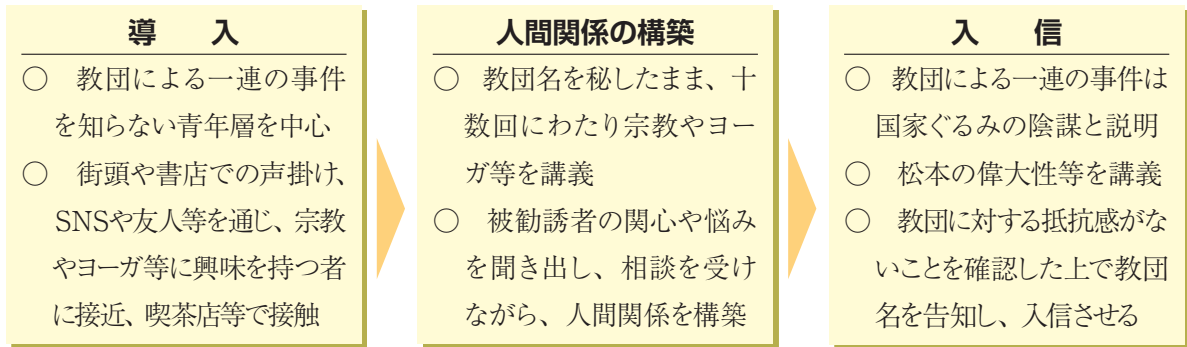 導　入
○　教団による一連の事件
を知らない青年層を中心
○　街頭や書店での声掛け、
SNSや友人等を通じ、宗教
やヨーガ等に興味を持つ者
に接近、喫茶店等で接触
人間関係の構築
○　教団名を秘したまま、十
数回にわたり宗教やヨー
ガ等を講義
○　被勧誘者の関心や悩み
を聞き出し、相談を受け
ながら、人間関係を構築
入　信
○　教団による一連の事件は
国家ぐるみの陰謀と説明
○　松本の偉大性等を講義
○　教団に対する抵抗感がな
いことを確認した上で教団
名を告知し、入信させる